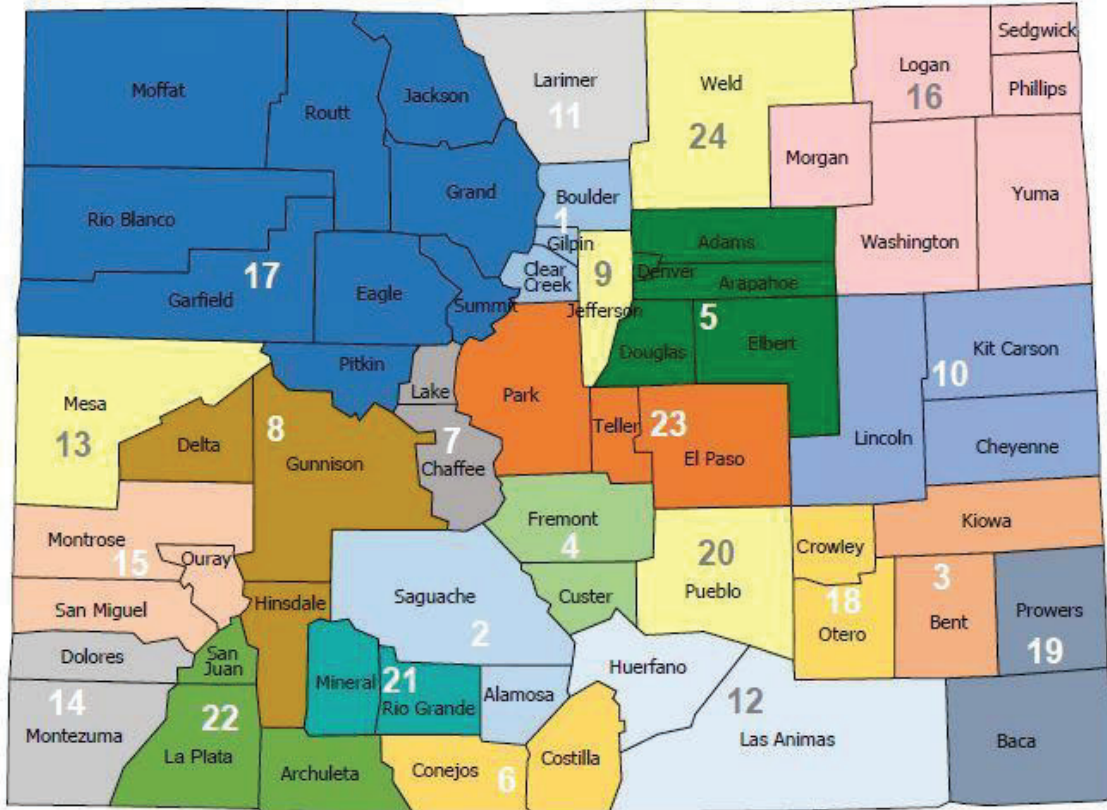 Sedgwick
Logan
Larimer
Weld
Moffat
Jackson
Phillips
16
Routt
11
24
Morgan
Yuma
Grand
Boulder
Rio Blanco
1
Gilpin
Adams
Washington
Clear
Creek
9
Denver
17
Arapahoe
Garfield
Eagle
Summit
Jefferson
5
Elbert
Douglas
Kit Carson
Pitkin
10
Lake
Park
Mesa
Teller
23
8
7
Lincoln
13
Delta
Gunnison
Chaffee
El Paso
Cheyenne
Fremont
Kiowa
Montrose
4
20
Crowley
15
Ouray
3
Pueblo
Saguache
Custer
18
San Miguel
Hinsdale
Prowers
2
Otero
Bent
19
Dolores
San
Juan
Huerfano
Mineral
21
Alamosa
14
22
Rio Grande
12
Montezuma
Las Animas
Baca
La Plata
Costilla
Archuleta
Conejos
6